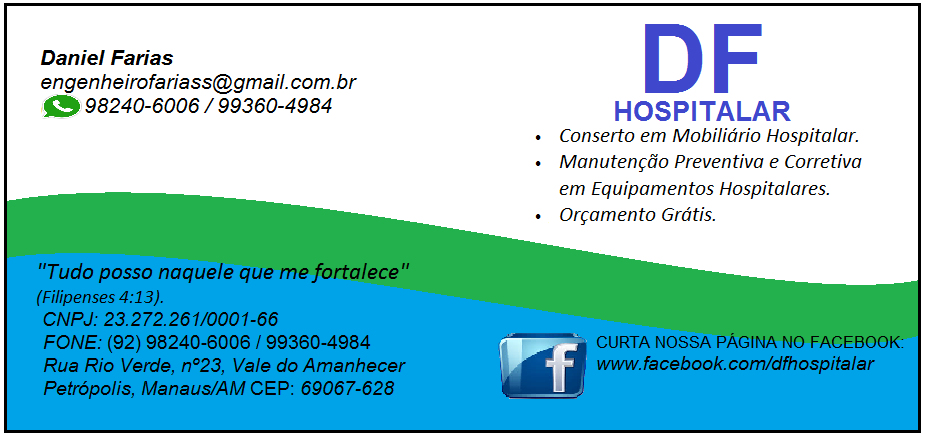 Daniel Farias
engenheirofariass@gmail.com.br
98240-6006 / 99360-4984
DF
HOSPITALAR
• Conserto em Mobiliário Hospitalar.
• Manutenção Preventiva e Corretiva
em Equipamentos Hospitalares.
• Orçamento Grátis.
"Tudo posso naquele que me fortalece"
(Filipenses 4:13).
CNPJ: 23.272.261/0001-66
FONE: (92) 98240-6006 / 99360-4984
Rua Rio Verde, nº23, Vale do Amanhecer
Petrópolis, Manaus/AM CEP: 69067-628
f
CURTA NOSSA PÁGINA NO FACEBOOK:
www.facebook.com/dfhospitalar